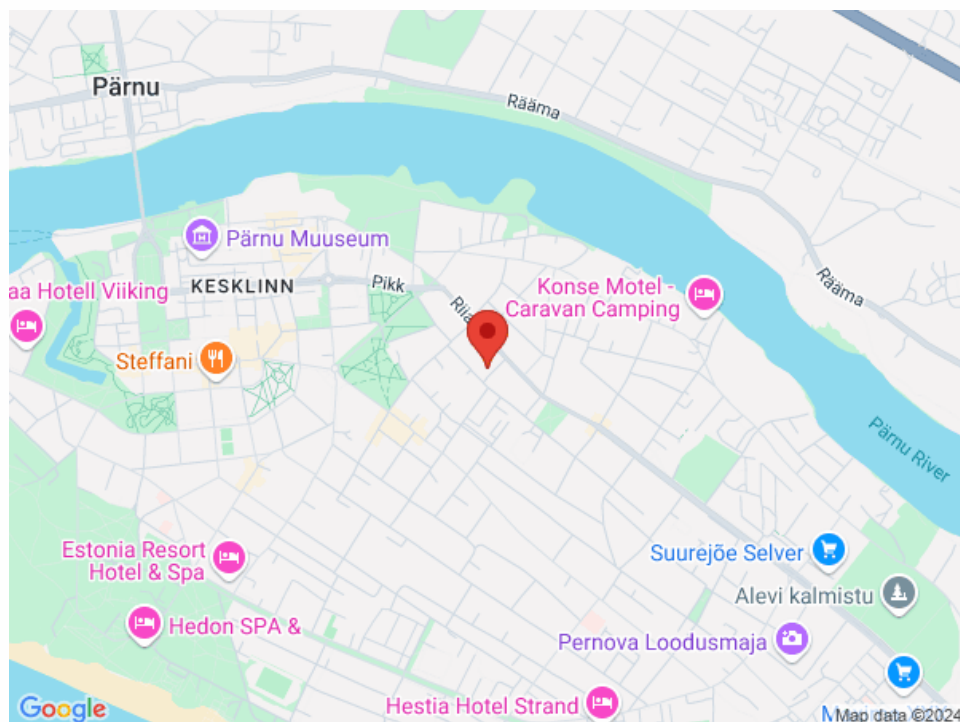 Rääma
Pärnu
Pärnu Muuseum
KESKLINN
Pikk
Riia
Konse Motel -
Caravan Camping
Rääma
aa Hotell Viiking
Steffani
Pärnu River
Estonia Resort
Hotel & Spa
Suurejõe Selver
Alevi kalmistu
Hedon SPA &
Pernova Loodusmaja
Hestia Hotel Strand
Google
Map data ©2024